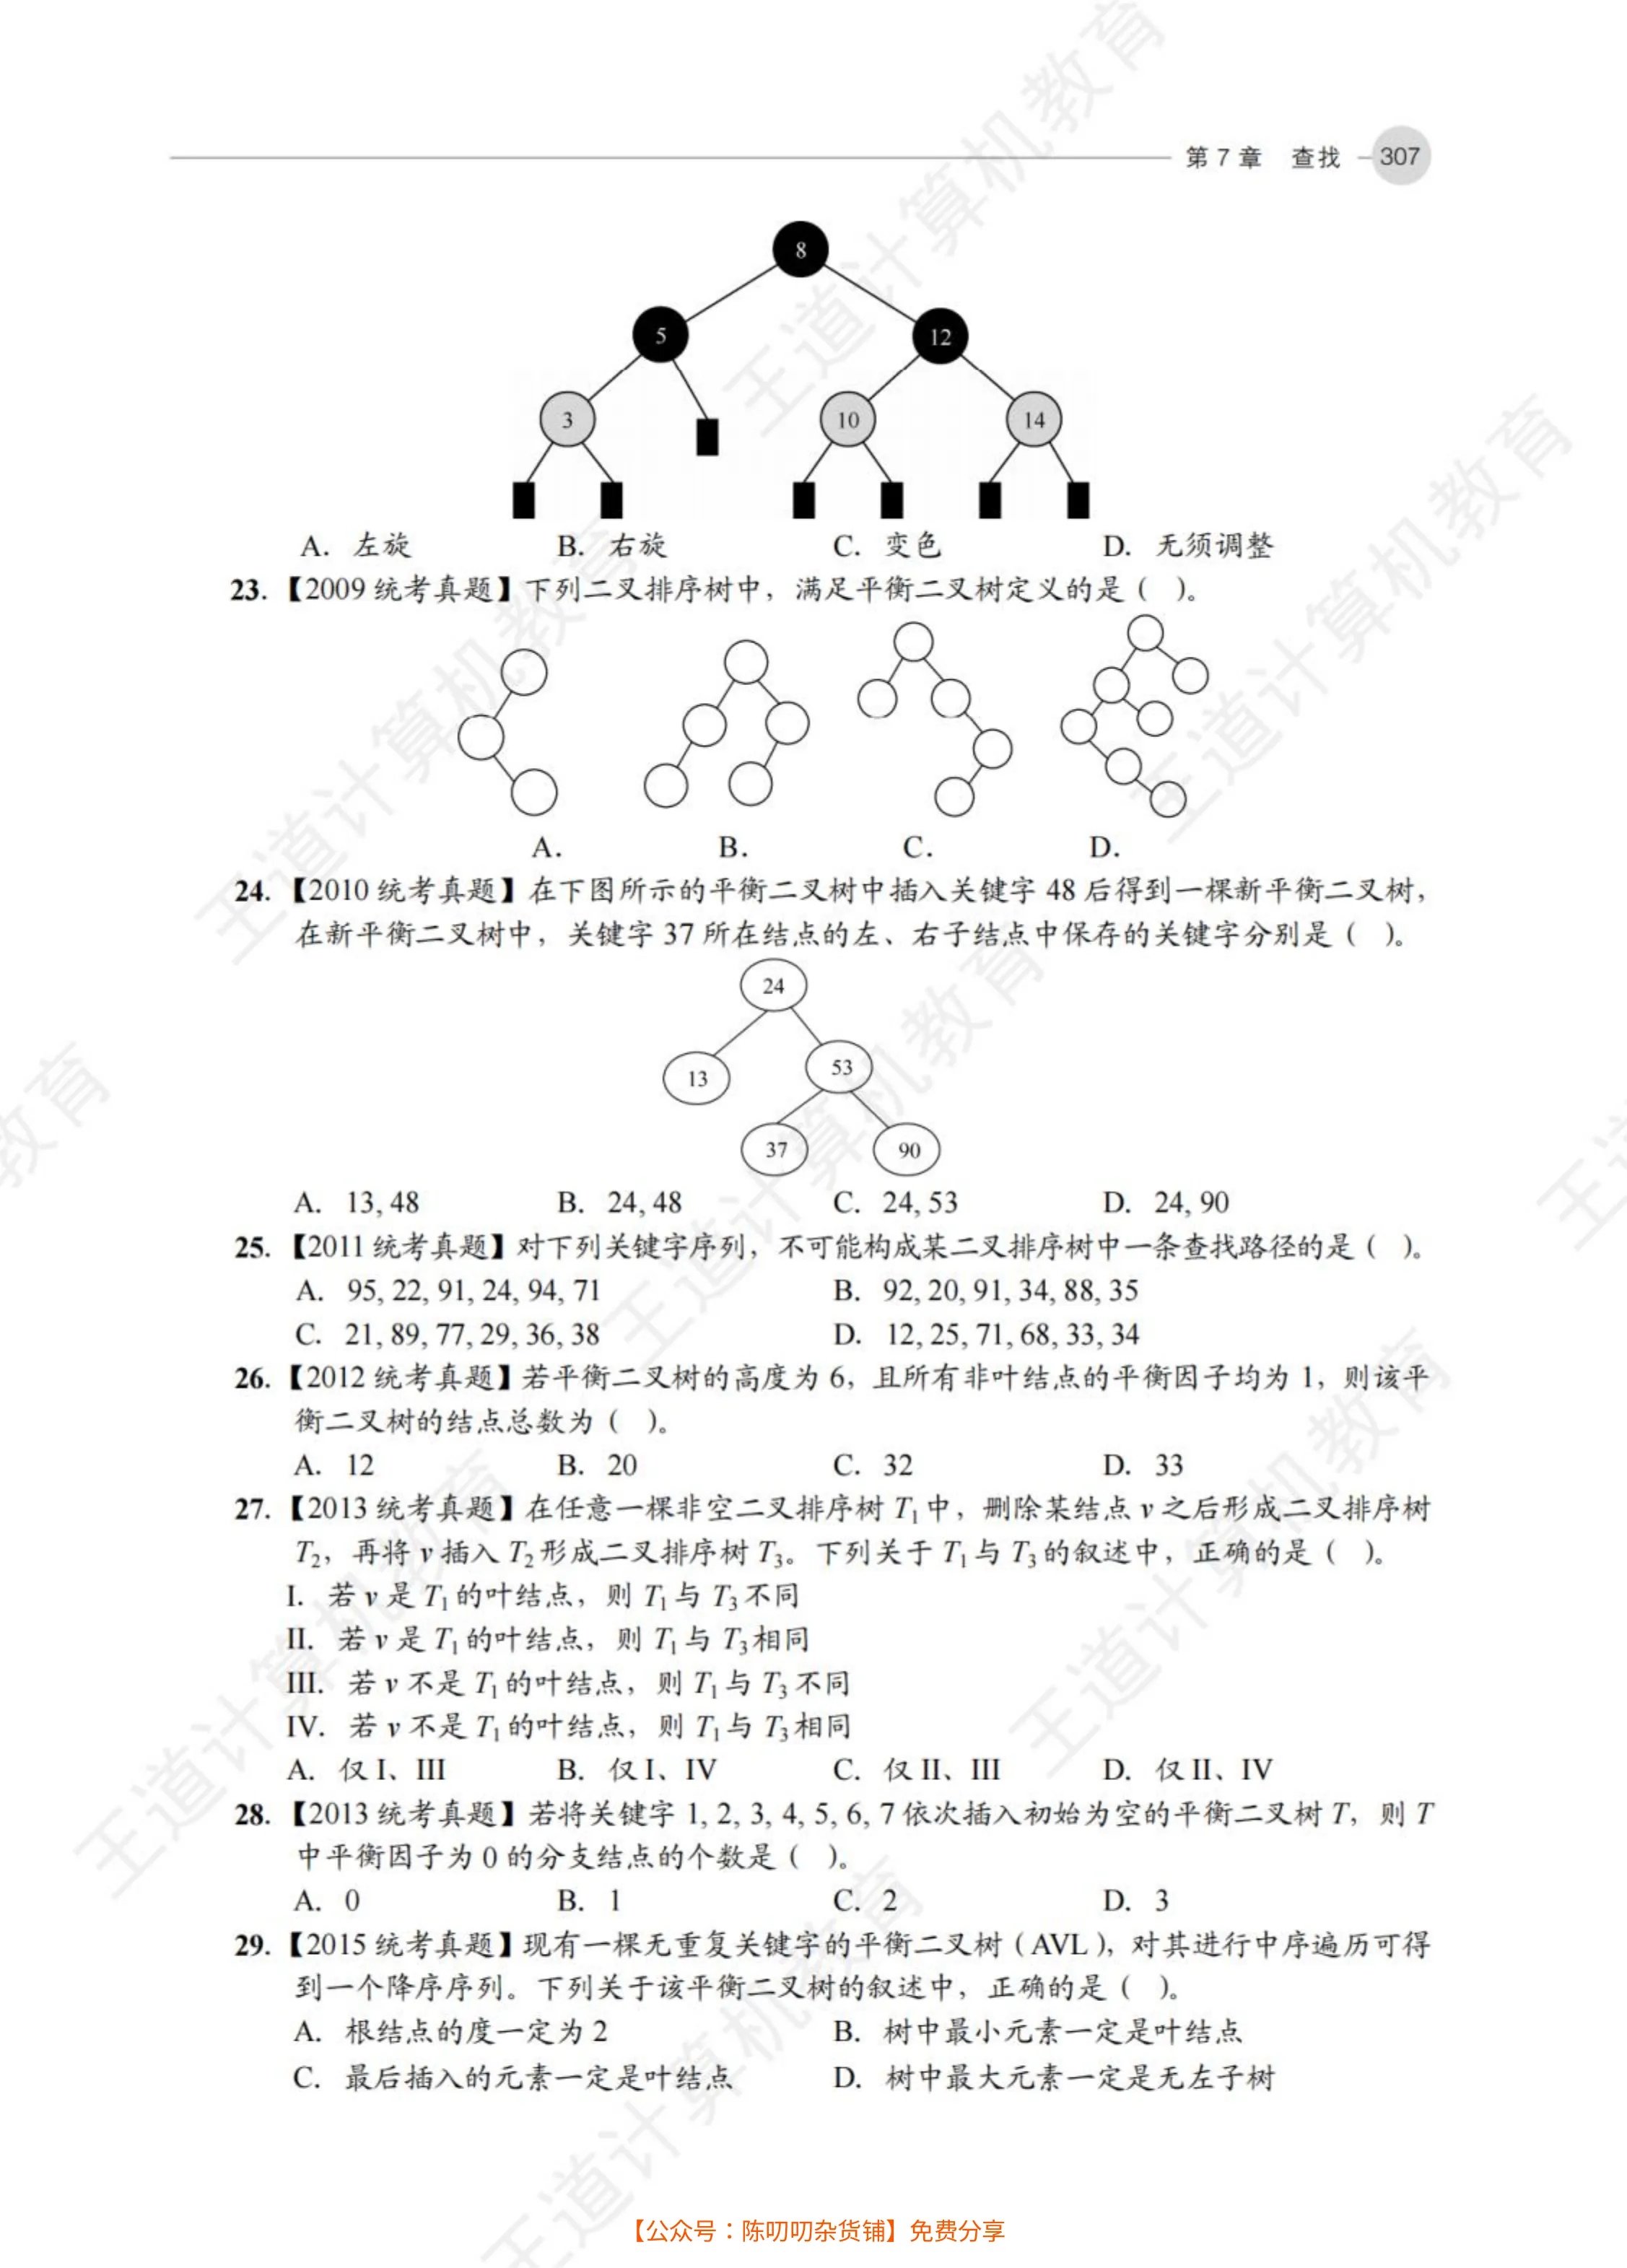 第 7 章 查找 307
8
5 12
3 10 14
A. 左旋 B. 右旋 C. 变色 D. 无须调整
23.【2009 统考真题】下列二叉排序树中，满足平衡二叉树定义的是（ ）。
A. B. C. D.
24.【2010 统考真题】在下图所示的平衡二叉树中插入关键字 48 后得到一棵新平衡二叉树，
在新平衡二叉树中，关键字 37 所在结点的左、右子结点中保存的关键字分别是（ ）。
24
13 53
37 90
A. 13, 48 B. 24, 48 C. 24, 53 D. 24, 90
25.【2011 统考真题】对下列关键字序列，不可能构成某二叉排序树中一条查找路径的是（ ）。
A. 95, 22, 91, 24, 94, 71 B. 92, 20, 91, 34, 88, 35
C. 21, 89, 77, 29, 36, 38 D. 12, 25, 71, 68, 33, 34
26.【2012 统考真题】若平衡二叉树的高度为 6，且所有非叶结点的平衡因子均为 1，则该平
衡二叉树的结点总数为（ ）。
A. 12 B. 20 C. 32 D. 33
27.【2013 统考真题】在任意一棵非空二叉排序树 T1 中，删除某结点 v 之后形成二叉排序树
T2，再将 v 插入 T2 形成二叉排序树 T3。下列关于 T1 与 T3 的叙述中，正确的是（ ）。
I. 若 v 是 T1 的叶结点，则 T1 与 T3 不同
II. 若 v 是 T1 的叶结点，则 T1 与 T3 相同
III. 若 v 不是 T1 的叶结点，则 T1 与 T3 不同
IV. 若 v 不是 T1 的叶结点，则 T1 与 T3 相同
A. 仅 I、III B. 仅 I、IV C. 仅 II、III D. 仅 II、IV
28.【2013 统考真题】若将关键字 1, 2, 3, 4, 5, 6, 7 依次插入初始为空的平衡二叉树 T，则 T
中平衡因子为 0 的分支结点的个数是（ ）。
A. 0 B. 1 C. 2 D. 3
29.【2015 统考真题】现有一棵无重复关键字的平衡二叉树（AVL），对其进行中序遍历可得
到一个降序序列。下列关于该平衡二叉树的叙述中，正确的是（ ）。
A. 根结点的度一定为 2 B. 树中最小元素一定是叶结点
C. 最后插入的元素一定是叶结点 D. 树中最大元素一定是无左子树
【公众号：陈叨叨杂货铺】免费分享
王道计算机教育